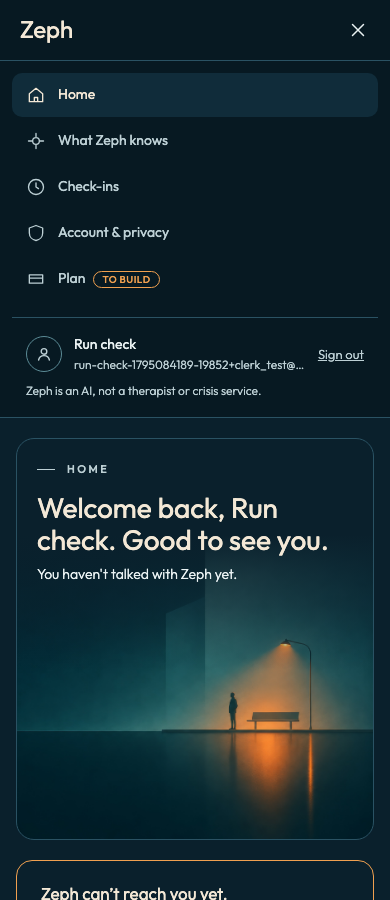 Zeph
Home
What Zeph knows
Check-ins
Account & privacy
Plan TO BUILD
Run check
run-check-1795084189-19852+clerk_test@...
Sign out
Zeph is an AI, not a therapist or crisis service.
HOME
Welcome back, Run
check. Good to see you.
You haven't talked with Zeph yet.
Zeph can't reach you yet.